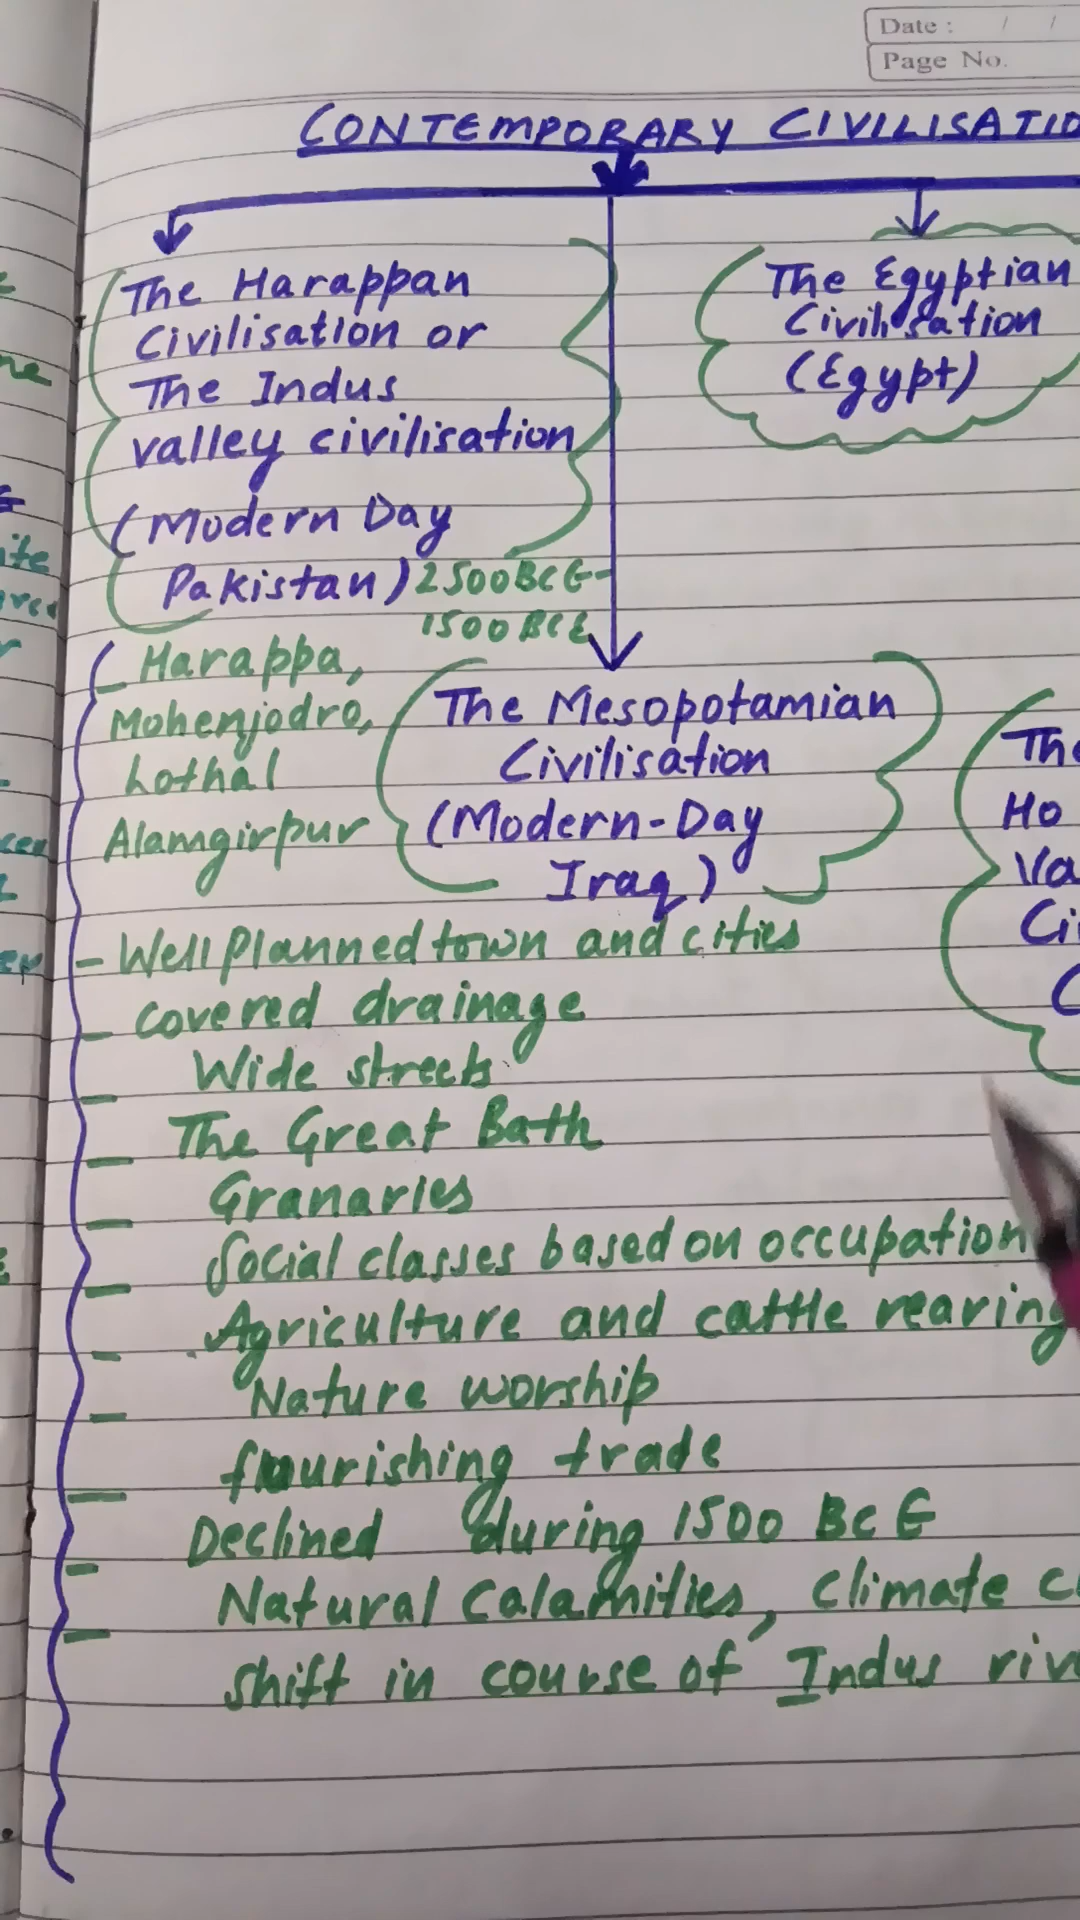 Date : / /
Page No.
CONTEMPORARY CIVILISATIO
The Harappan
Civilisation or
The Indus
valley civilisation
(Modern Day
Pakistan) 2500 BCE-
1500 BCE
The Egyptian
Civilisation
(Egypt)
Harappa,
Mohenjodro,
Lothal
Alamgirpur
The Mesopotamian
Civilisation
(Modern-Day
Iraq)
The
Ho
Va
Ci
C
- Well Planned town and cities
- covered drainage
- Wide streets
- The Great Bath
- Granaries
- Social classes based on occupation
- Agriculture and cattle rearing
- Nature worship
- flourishing trade
- Declined during 1500 BCE
- Natural Calamities, Climate c
shift in course of Indus riv